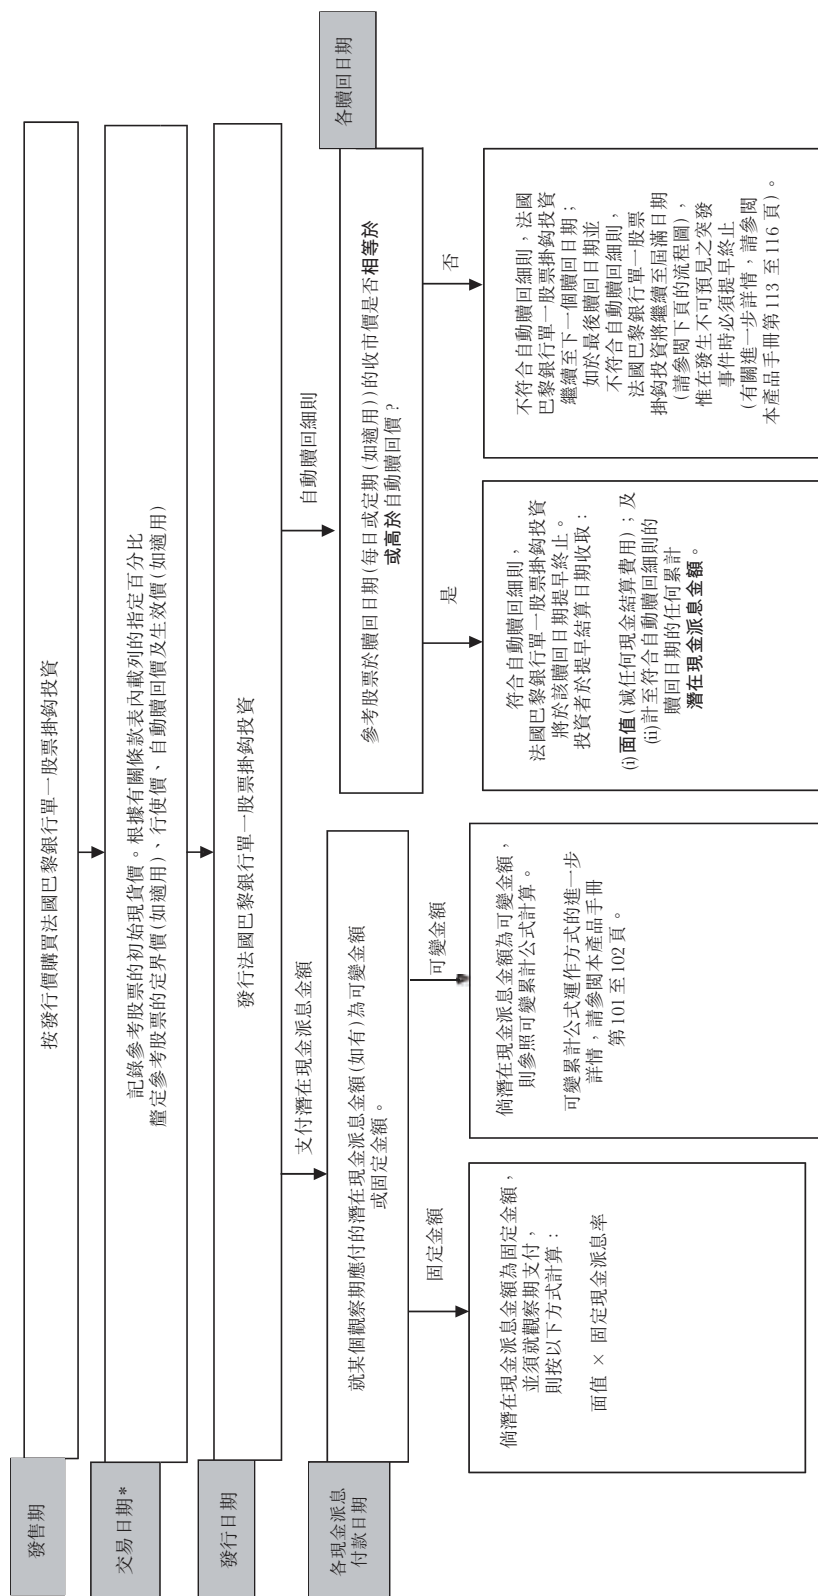 發售期
按發行價購買法國巴黎銀行單一股票掛鈎投資
交易日期*
記錄參考股票的初始現貨價。根據有關條款表內載列的指定百分比
釐定參考股票的定界價(如適用)、行使價、自動贖回價及生效價(如適用)
發行日期
發行法國巴黎銀行單一股票掛鈎投資
支付潛在現金派息金額
自動贖回細則
各現金派息
付款日期
就某個觀察期應付的潛在現金派息金額(如有)為可變金額
或固定金額。
固定金額
可變金額
倘潛在現金派息金額為固定金額，
並須就觀察期支付，
則按以下方式計算：
面值 × 固定現金派息率
倘潛在現金派息金額為可變金額，
則參照可變累計公式計算。
可變累計公式運作方式的進一步
詳情，請參閱本產品手冊
第101至102頁。
各贖回日期
參考股票於贖回日期(每日或定期(如適用))的收市價是否相等於
或高於自動贖回價？
是
否
符合自動贖回細則，
法國巴黎銀行單一股票掛鈎投資
將於該贖回日期提早終止。
投資者於提早結算日期收取：
(i)面值(減任何現金結算費用)；及
(ii)計至符合自動贖回細則的
贖回日期的任何累計
潛在現金派息金額。
不符合自動贖回細則，法國
巴黎銀行單一股票掛鈎投資
繼續至下一個贖回日期；
如於最後贖回日期並
不符合自動贖回細則，
法國巴黎銀行單一股票
掛鈎投資將繼續至屆滿日期
(請參閱下頁的流程圖)，
惟在發生不可預見之突發
事件時必須提早終止
(有關進一步詳情，請參閱
本產品手冊第113至116頁)。